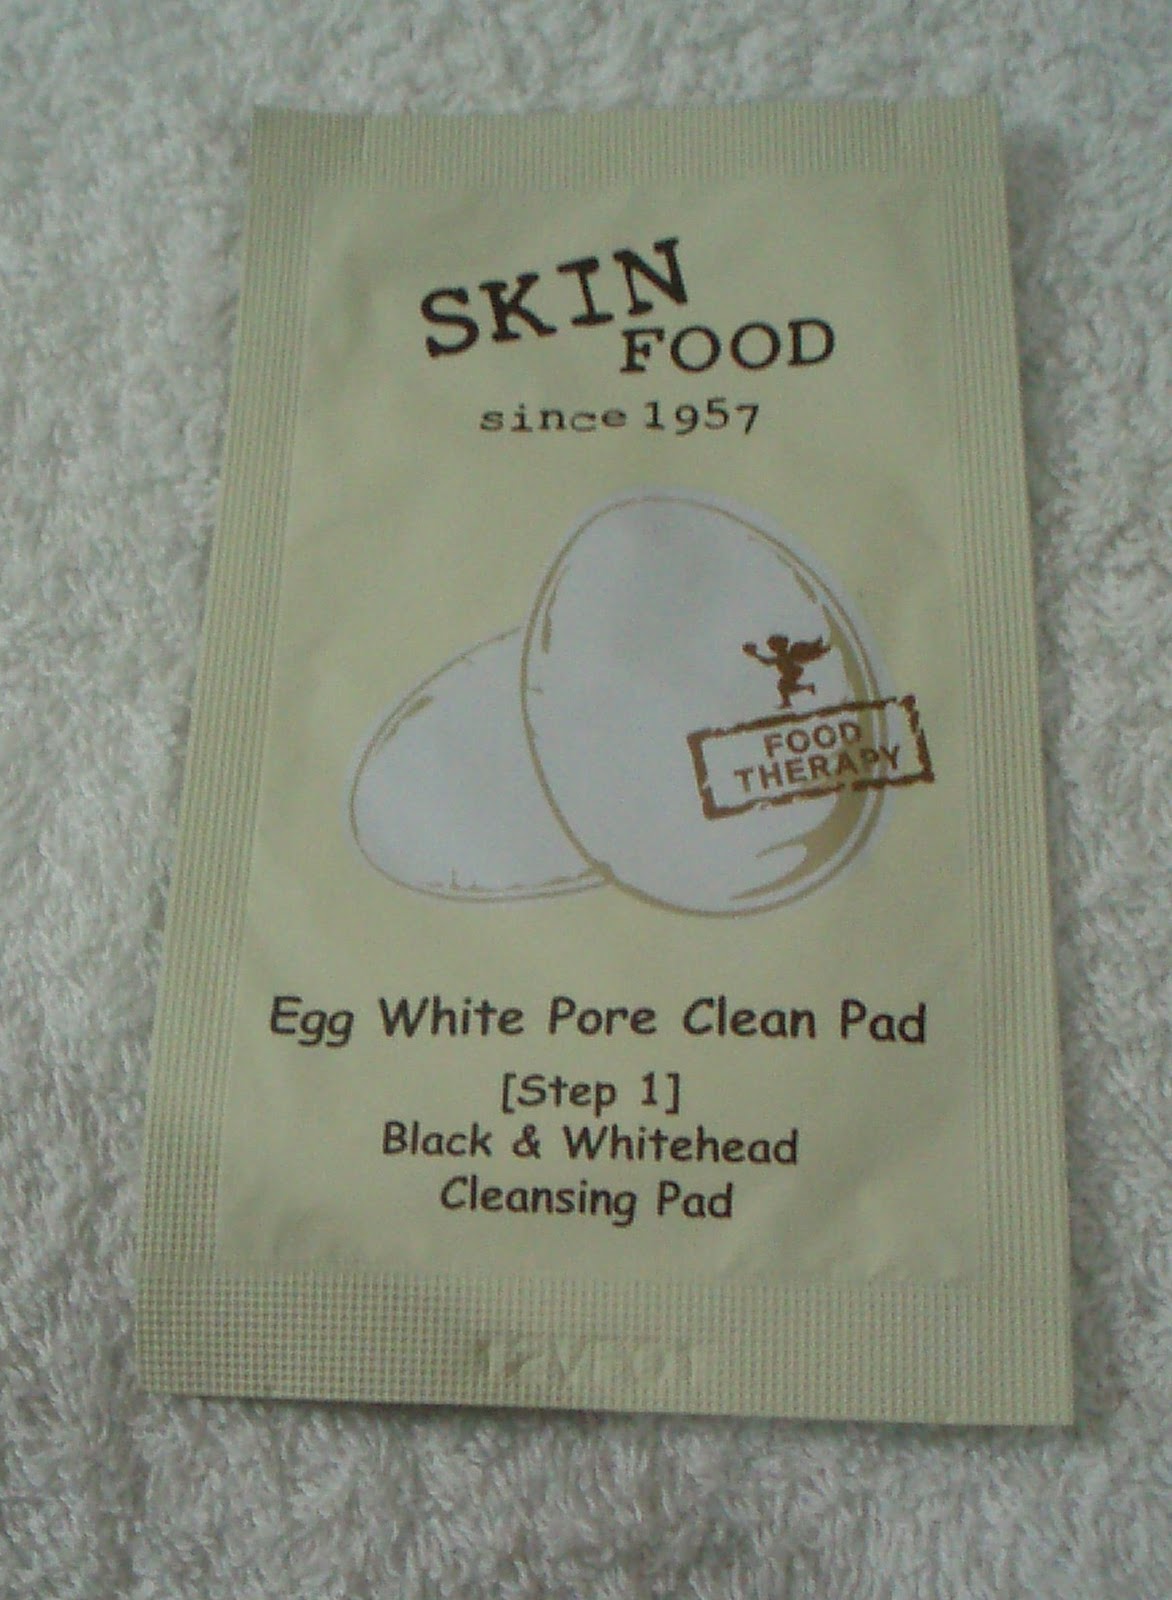 SKIN
FOOD
since 1957
FOOD
THERAPY
Egg White Pore Clean Pad
[Step 1]
Black & Whitehead
Cleansing Pad